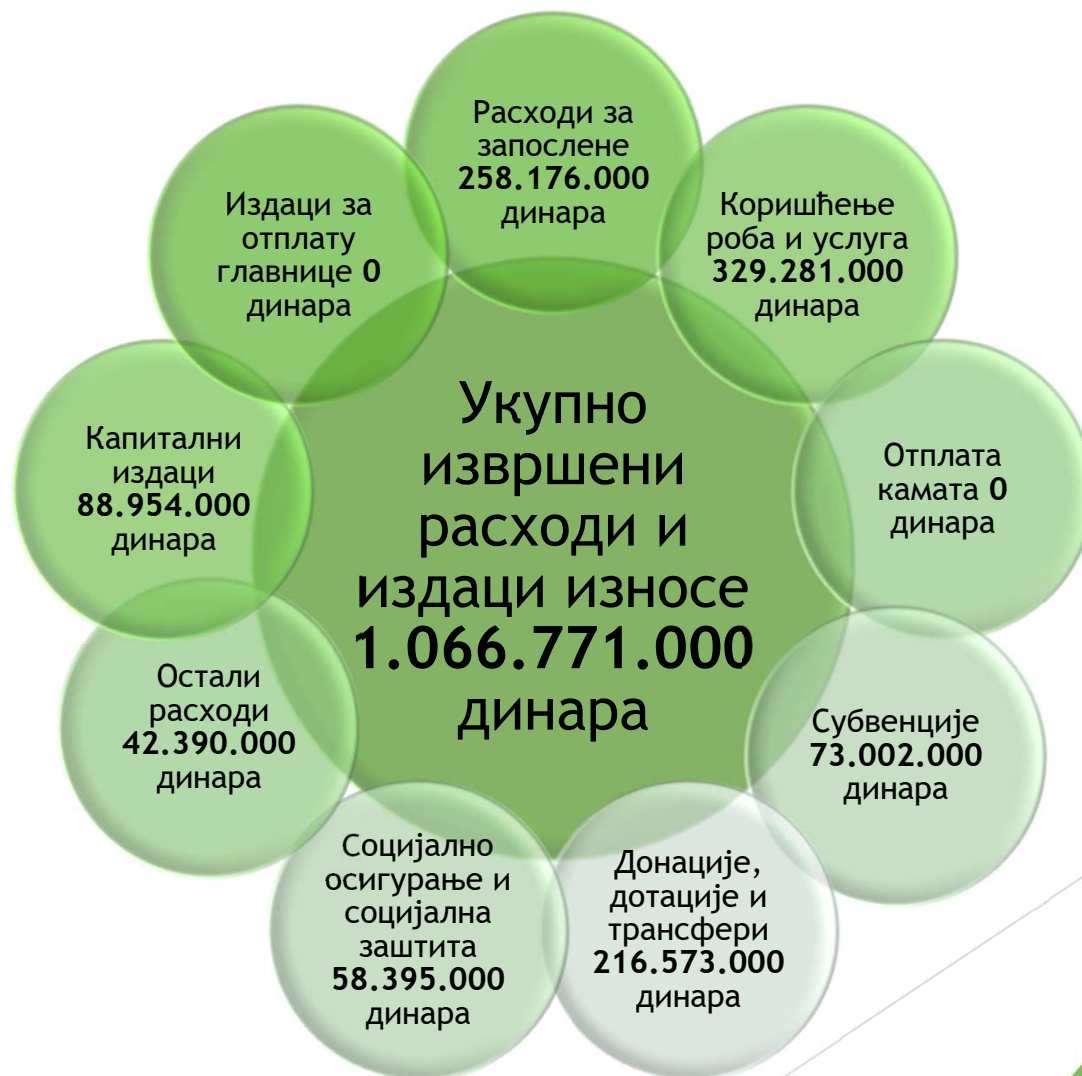 Расходи за
запослене
258.176.000
динара
Коришћење
роба и услуга
329.281.000
динара
Отплата
камата 0
динара
Субвенције
73.002.000
динара
Донације,
дотације и
трансфери
216.573.000
динара
Социјално
осигурање и
социјална
заштита
58.395.000
динара
Остали
расходи
42.390.000
динара
Капитални
издаци
88.954.000
динара
Издаци за
отплату
главнице 0
динара
Укупно
извршени
расходи и
издаци износе
1.066.771.000
динара